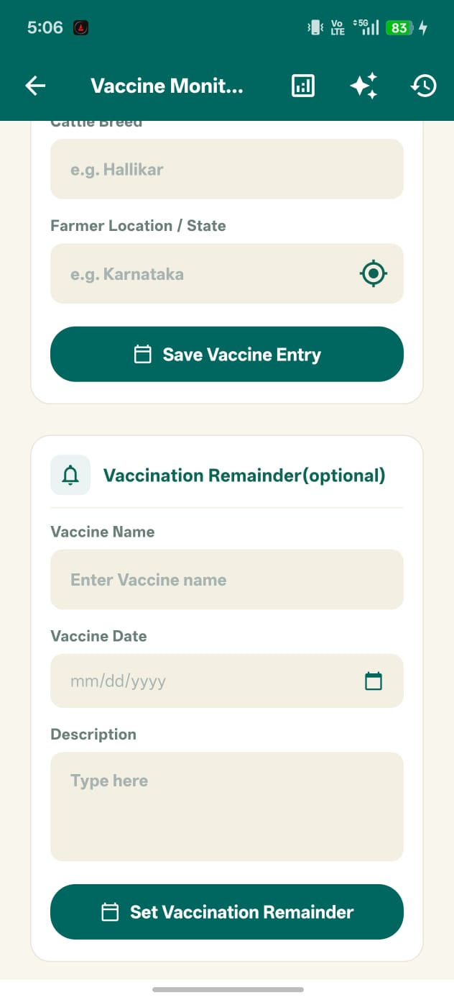 5:06
Vo
LTE
5G
83
Vaccine Monit...
Cattle Breed
e.g. Hallikar
Farmer Location / State
e.g. Karnataka
Save Vaccine Entry
Vaccination Remainder(optional)
Vaccine Name
Enter Vaccine name
Vaccine Date
mm/dd/yyyy
Description
Type here
Set Vaccination Remainder